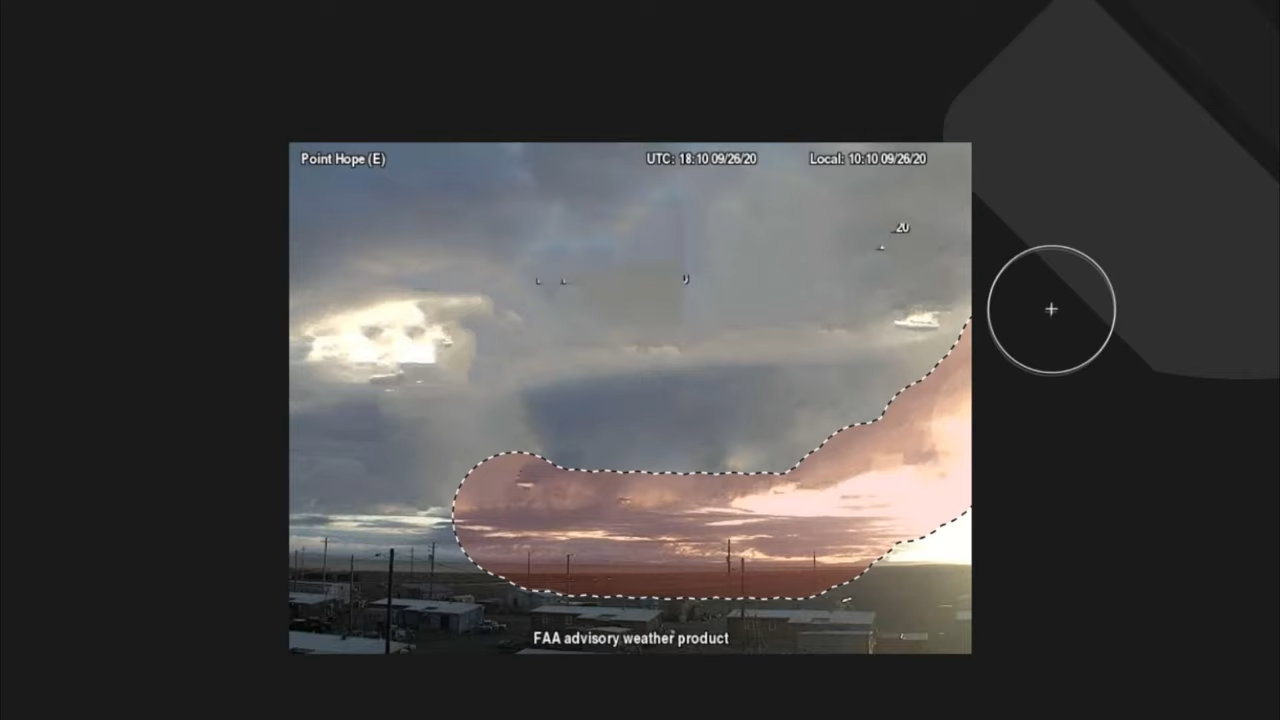 Point Hope (E)
UTC: 18:10 09/26/20
Local: 10:10 09/26/20
FAA advisory weather product